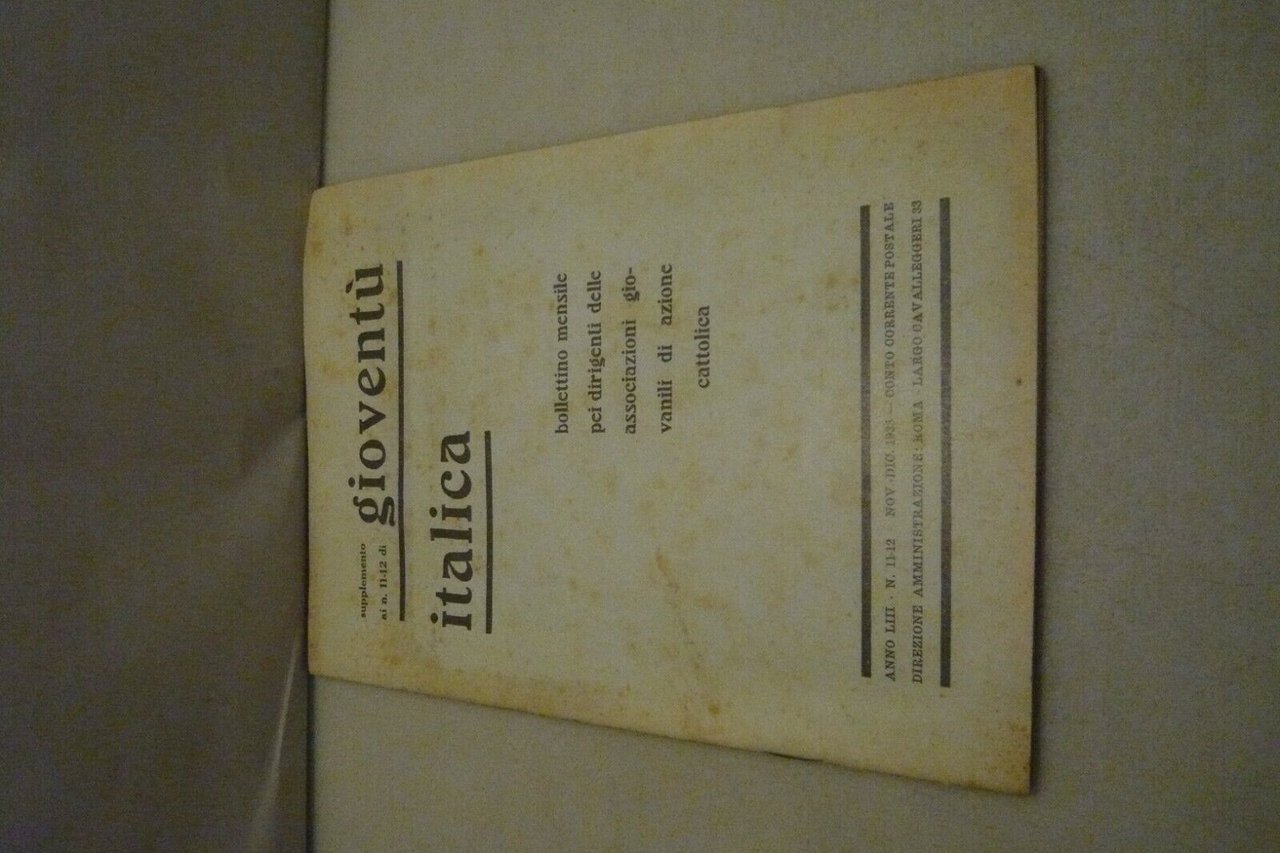 supplemento
ai n. 11-12 di
gioventù
italica
bollettino mensile
pei dirigenti delle
associazioni gio-
vanili di azione
cattolica
ANNO LIII - N. 11-12 NOV.-DIC. — CONTO CORRENTE POSTALE
DIREZIONE AMMINISTRAZIONE: ROMA LARGO CAVALLEGGERI 33